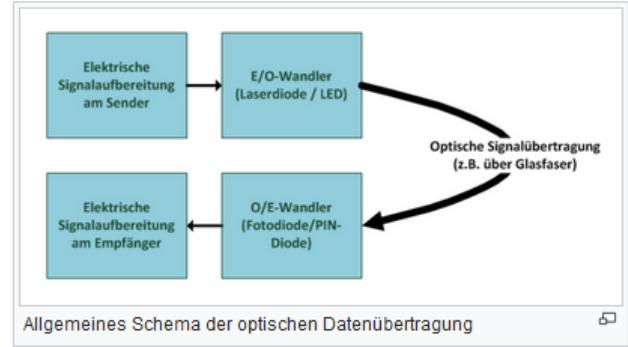 Elektrische
Signalaufbereitung
am Sender
E/O-Wandler
(Laserdiode / LED)
Optische Signalübertragung
(z.B. über Glasfaser)
Elektrische
Signalaufbereitung
am Empfänger
O/E-Wandler
(Fotodiode/PIN-
Diode)
Allgemeines Schema der optischen Datenübertragung